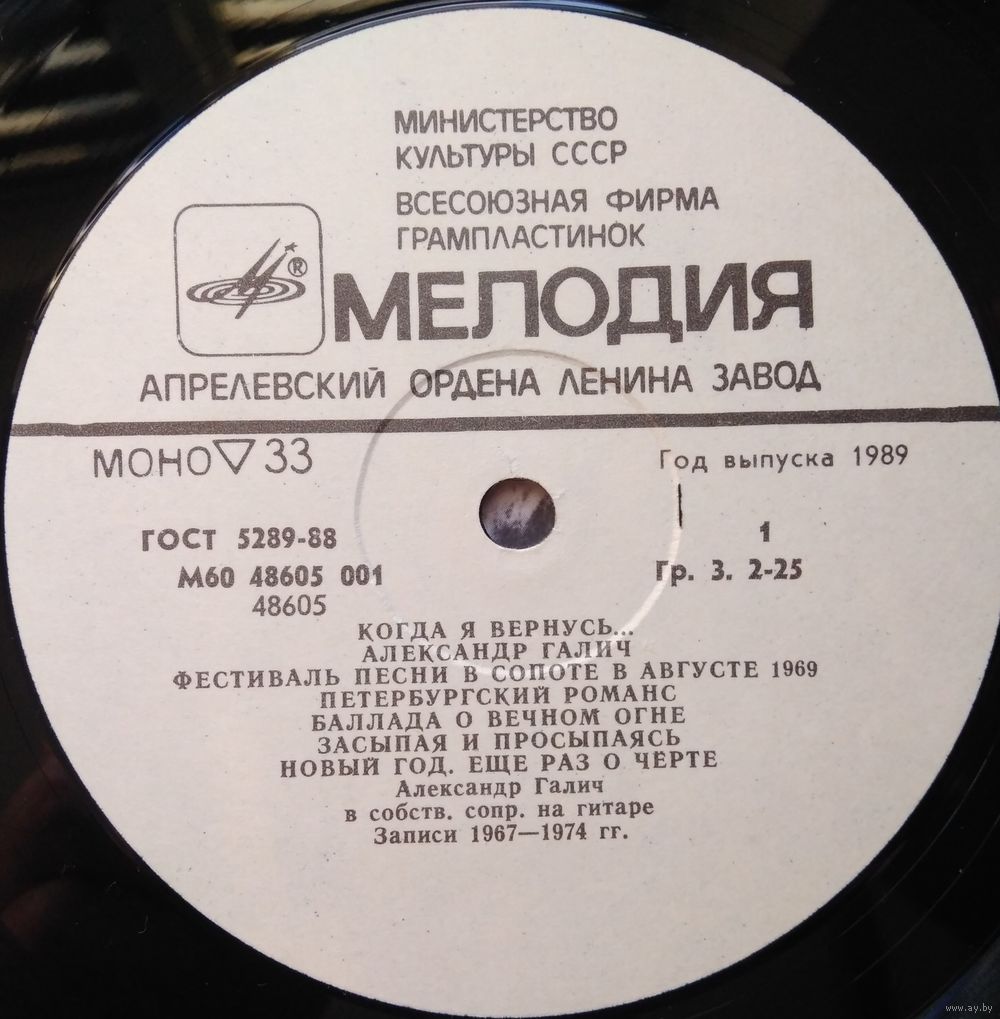 МИНИСТЕРСТВО
КУЛЬТУРЫ СССР
ВСЕСОЮЗНАЯ ФИРМА
ГРАМПЛАСТИНОК
®
МЕЛОДИЯ
АПРЕЛЕВСКИЙ ОРДЕНА ЛЕНИНА ЗАВОД
МОНО ▽ 33
Год выпуска 1989
ГОСТ 5289-88
1
М60 48605 001
Гр. 3. 2-25
48605
КОГДА Я ВЕРНУСЬ...
АЛЕКСАНДР ГАЛИЧ
ФЕСТИВАЛЬ ПЕСНИ В СОПОТЕ В АВГУСТЕ 1969
ПЕТЕРБУРГСКИЙ РОМАНС
БАЛЛАДА О ВЕЧНОМ ОГНЕ
ЗАСЫПАЯ И ПРОСЫПАЯСЬ
НОВЫЙ ГОД. ЕЩЕ РАЗ О ЧЕРТЕ
Александр Галич
в собств. сопр. на гитаре
Записи 1967—1974 гг.
www.ay.by